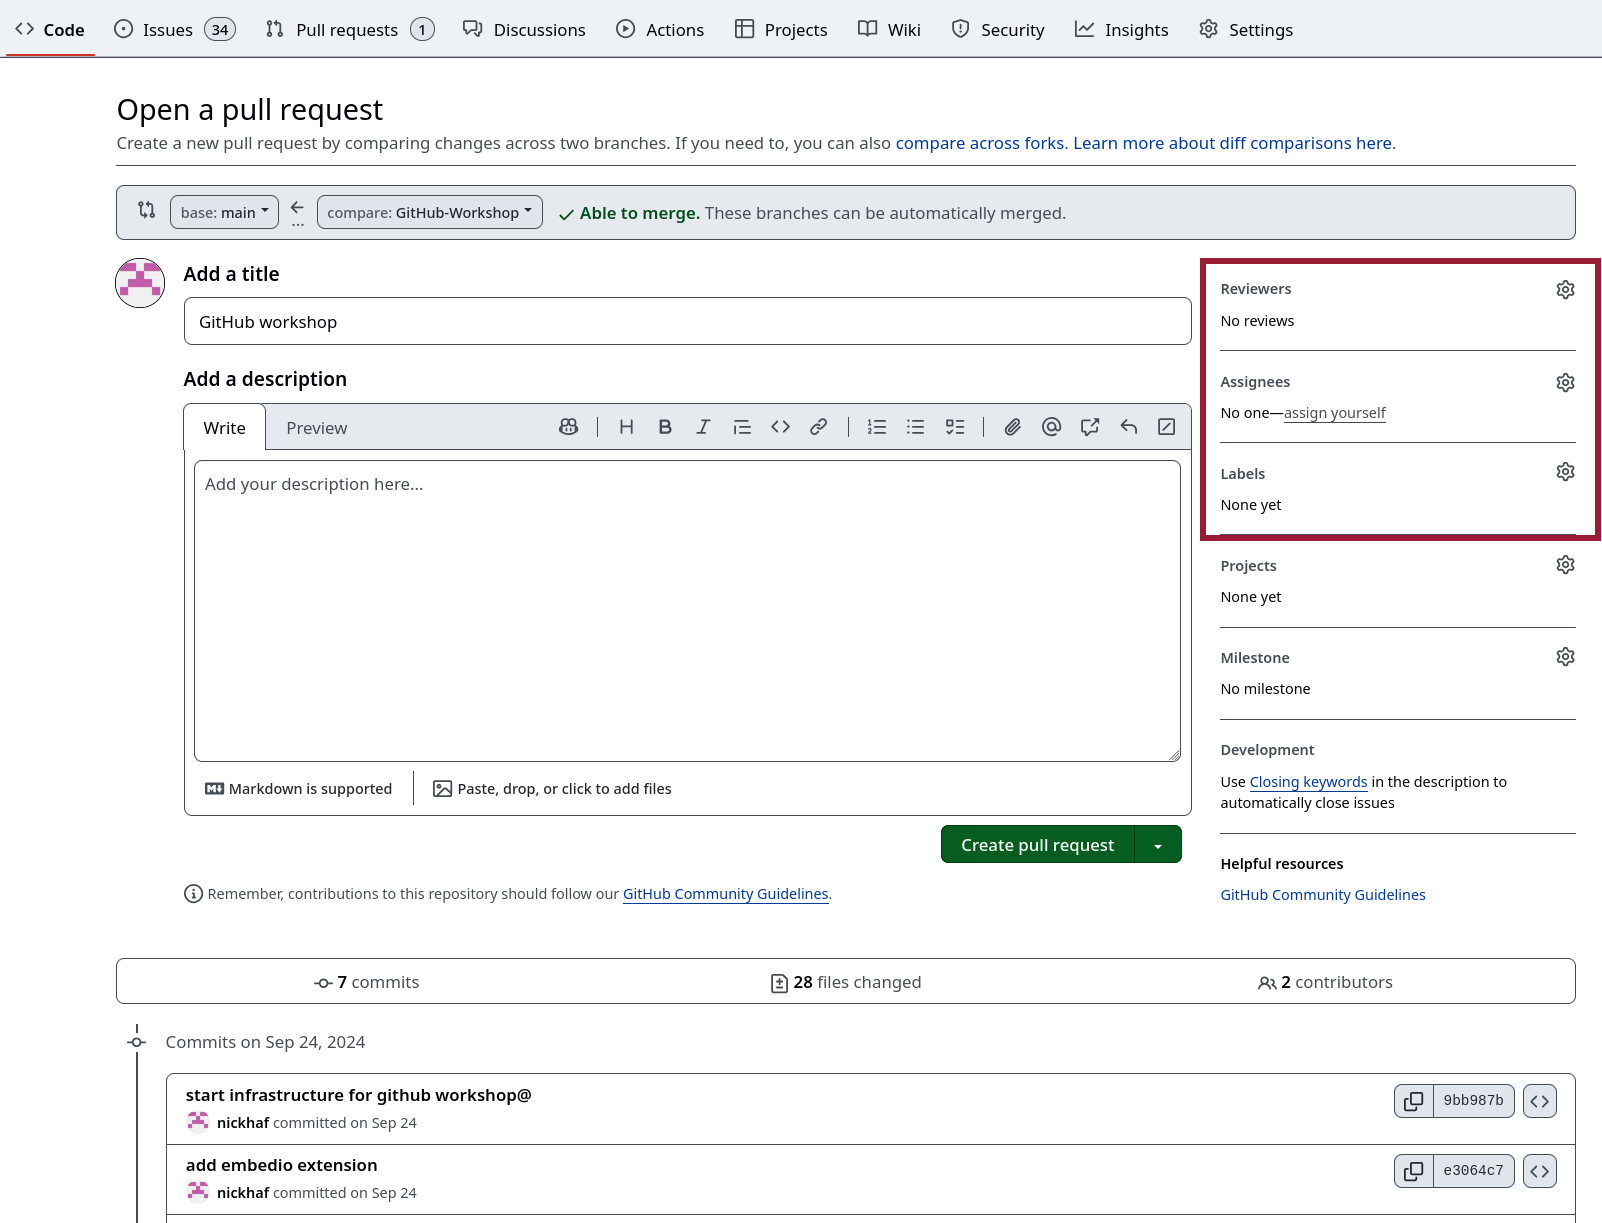 Code Issues 34 Pull requests 1 Discussions Actions Projects Wiki Security Insights Settings
Open a pull request
Create a new pull request by comparing changes across two branches. If you need to, you can also compare across forks. Learn more about diff comparisons here.
base: main compare: GitHub-Workshop Able to merge. These branches can be automatically merged.
Add a title
GitHub workshop
Add a description
Write Preview
Add your description here...
Markdown is supported Paste, drop, or click to add files
Create pull request
Remember, contributions to this repository should follow our GitHub Community Guidelines.
Reviewers
No reviews
Assignees
No one—assign yourself
Labels
None yet
Projects
None yet
Milestone
No milestone
Development
Use Closing keywords in the description to
automatically close issues
Helpful resources
GitHub Community Guidelines
7 commits 28 files changed 2 contributors
Commits on Sep 24, 2024
start infrastructure for github workshop@
nickhaf committed on Sep 24
9bb987b
add embedio extension
nickhaf committed on Sep 24
e3064c7